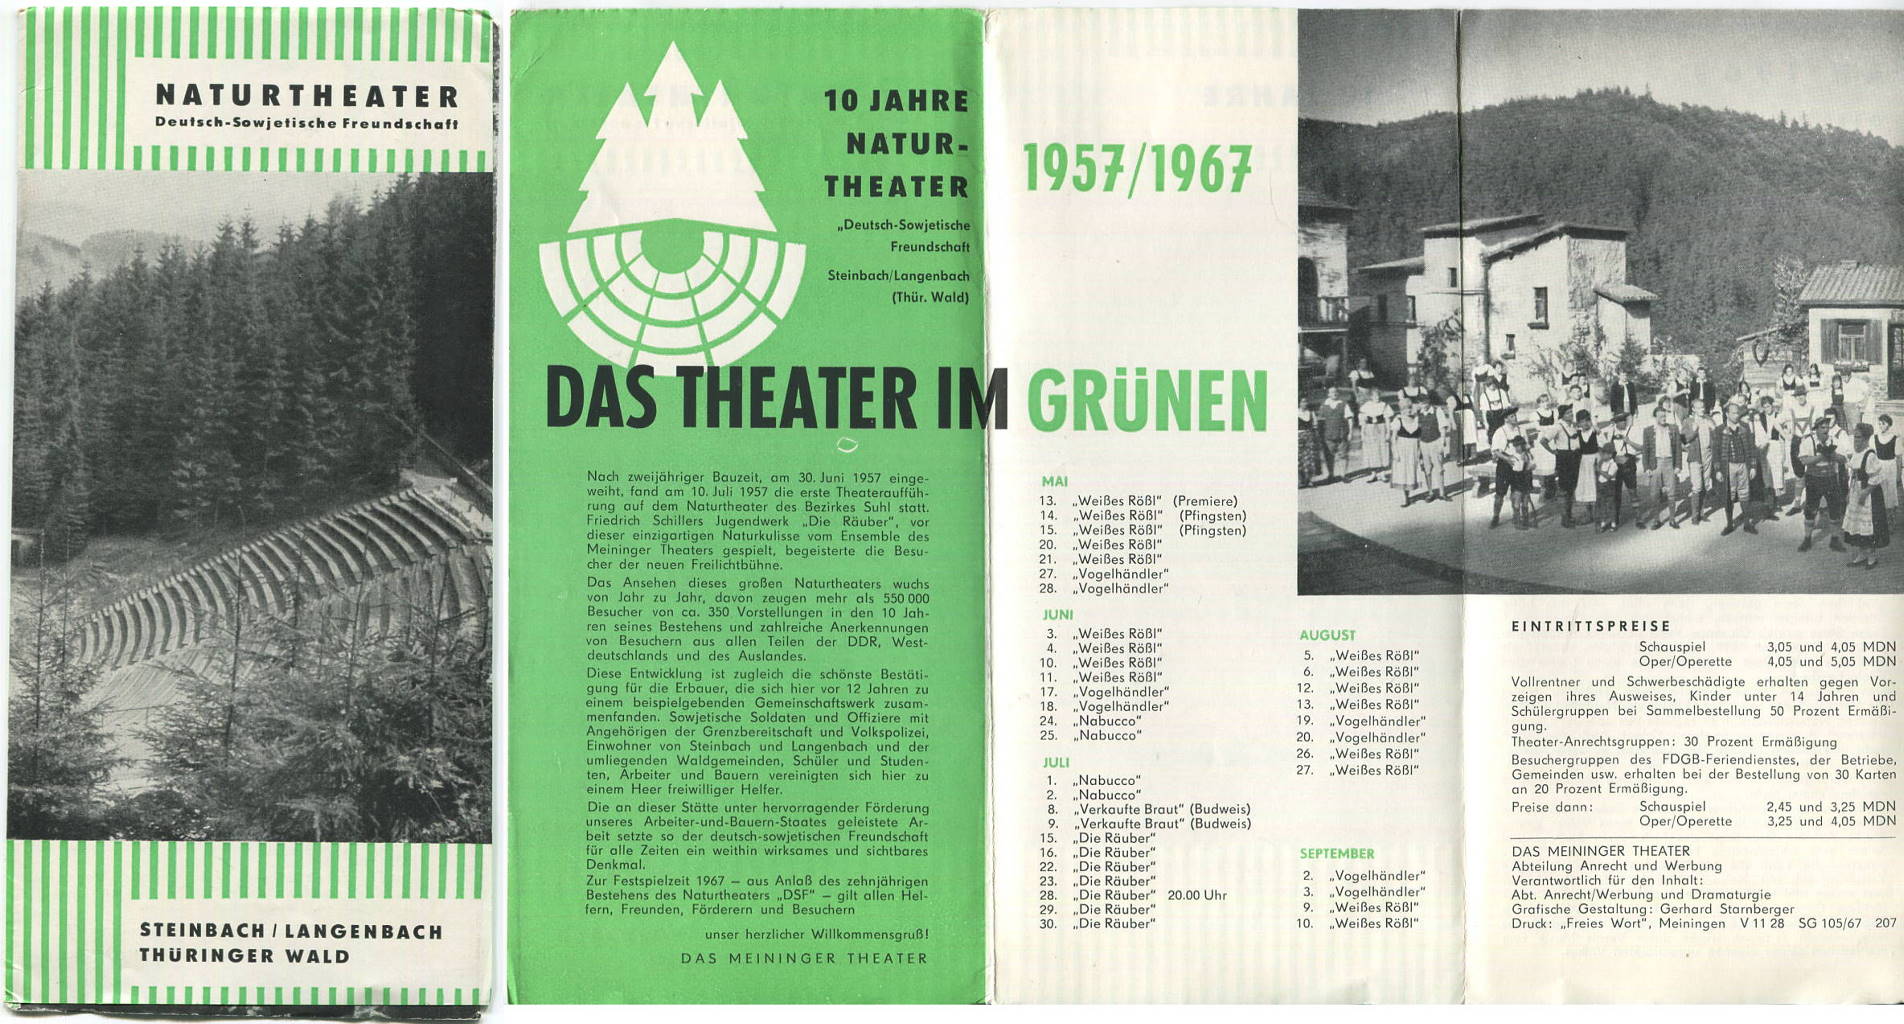 NATURTHEATER
Deutsch-Sowjetische Freundschaft
STEINBACH / LANGENBACH
THÜRINGER WALD
10 JAHRE
NATUR-
THEATER
„Deutsch-Sowjetische
Freundschaft
Steinbach/Langenbach
(Thür. Wald)
1957/1967
DAS THEATER IM GRÜNEN
Nach zweijähriger Bauzeit, am 30. Juni 1957 einge-
weiht, fand am 10. Juli 1957 die erste Theaterauffüh-
rung auf dem Naturtheater des Bezirkes Suhl statt.
Friedrich Schillers Jugendwerk „Die Räuber“, vor
dieser einzigartigen Naturkulisse vom Ensemble des
Meininger Theaters gespielt, begeisterte die Besu-
cher der neuen Freilichtbühne.
Das Ansehen dieses großen Naturtheaters wuchs
von Jahr zu Jahr, davon zeugen mehr als 550 000
Besucher von ca. 350 Vorstellungen in den 10 Jah-
ren seines Bestehens und zahlreiche Anerkennungen
von Besuchern aus allen Teilen der DDR, West-
deutschlands und des Auslandes.
Diese Entwicklung ist zugleich die schönste Bestäti-
gung für die Erbauer, die sich hier vor 12 Jahren zu
einem beispielgebenden Gemeinschaftswerk zusam-
menfanden. Sowjetische Soldaten und Offiziere mit
Angehörigen der Grenzbereitschaft und Volkspolizei,
Einwohner von Steinbach und Langenbach und der
umliegenden Waldgemeinden, Schüler und Studen-
ten, Arbeiter und Bauern vereinigten sich hier zu
einem Heer freiwilliger Helfer.
Die an dieser Stätte unter hervorragender Förderung
unseres Arbeiter-und-Bauern-Staates geleistete Ar-
beit setzte so der deutsch-sowjetischen Freundschaft
für alle Zeiten ein weithin wirksames und sichtbares
Denkmal.
Zur Festspielzeit 1967 – aus Anlaß des zehnjährigen
Bestehens des Naturtheaters „DSF“ – gilt allen Hel-
fern, Freunden, Förderern und Besuchern
unser herzlicher Willkommensgruß!
DAS MEININGER THEATER
MAI
13. „Weißes Rößl“ (Premiere)
14. „Weißes Rößl“ (Pfingsten)
15. „Weißes Rößl“ (Pfingsten)
20. „Weißes Rößl“
21. „Weißes Rößl“
27. „Vogelhändler“
28. „Vogelhändler“
JUNI
3. „Weißes Rößl“
4. „Weißes Rößl“
10. „Weißes Rößl“
11. „Weißes Rößl“
17. „Vogelhändler“
18. „Vogelhändler“
24. „Nabucco“
25. „Nabucco“
JULI
1. „Nabucco“
2. „Nabucco“
8. „Verkaufte Braut“ (Budweis)
9. „Verkaufte Braut“ (Budweis)
15. „Die Räuber“
16. „Die Räuber“
22. „Die Räuber“
23. „Die Räuber“
28. „Die Räuber“ 20.00 Uhr
29. „Die Räuber“
30. „Die Räuber“
AUGUST
5. „Weißes Rößl“
6. „Weißes Rößl“
12. „Weißes Rößl“
13. „Weißes Rößl“
19. „Vogelhändler“
20. „Vogelhändler“
26. „Weißes Rößl“
27. „Weißes Rößl“
SEPTEMBER
2. „Vogelhändler“
3. „Vogelhändler“
9. „Weißes Rößl“
10. „Weißes Rößl“
EINTRITTSPREISE
Schauspiel 3,05 und 4,05 MDN
Oper/Operette 4,05 und 5,05 MDN
Vollrentner und Schwerbeschädigte erhalten gegen Vor-
zeigen ihres Ausweises, Kinder unter 14 Jahren und
Schülergruppen bei Sammelbestellung 50 Prozent Ermäßi-
gung.
Theater-Anrechtsgruppen: 30 Prozent Ermäßigung
Besuchergruppen des FDGB-Feriendienstes, der Betriebe,
Gemeinden usw. erhalten bei der Bestellung von 30 Karten
an 20 Prozent Ermäßigung.
Preise dann: Schauspiel 2,45 und 3,25 MDN
Oper/Operette 3,25 und 4,05 MDN
DAS MEININGER THEATER
Abteilung Anrecht und Werbung
Verantwortlich für den Inhalt:
Abt. Anrecht/Werbung und Dramaturgie
Grafische Gestaltung: Gerhard Starnberger
Druck: „Freies Wort“, Meiningen V 11 28 SG 105/67 207